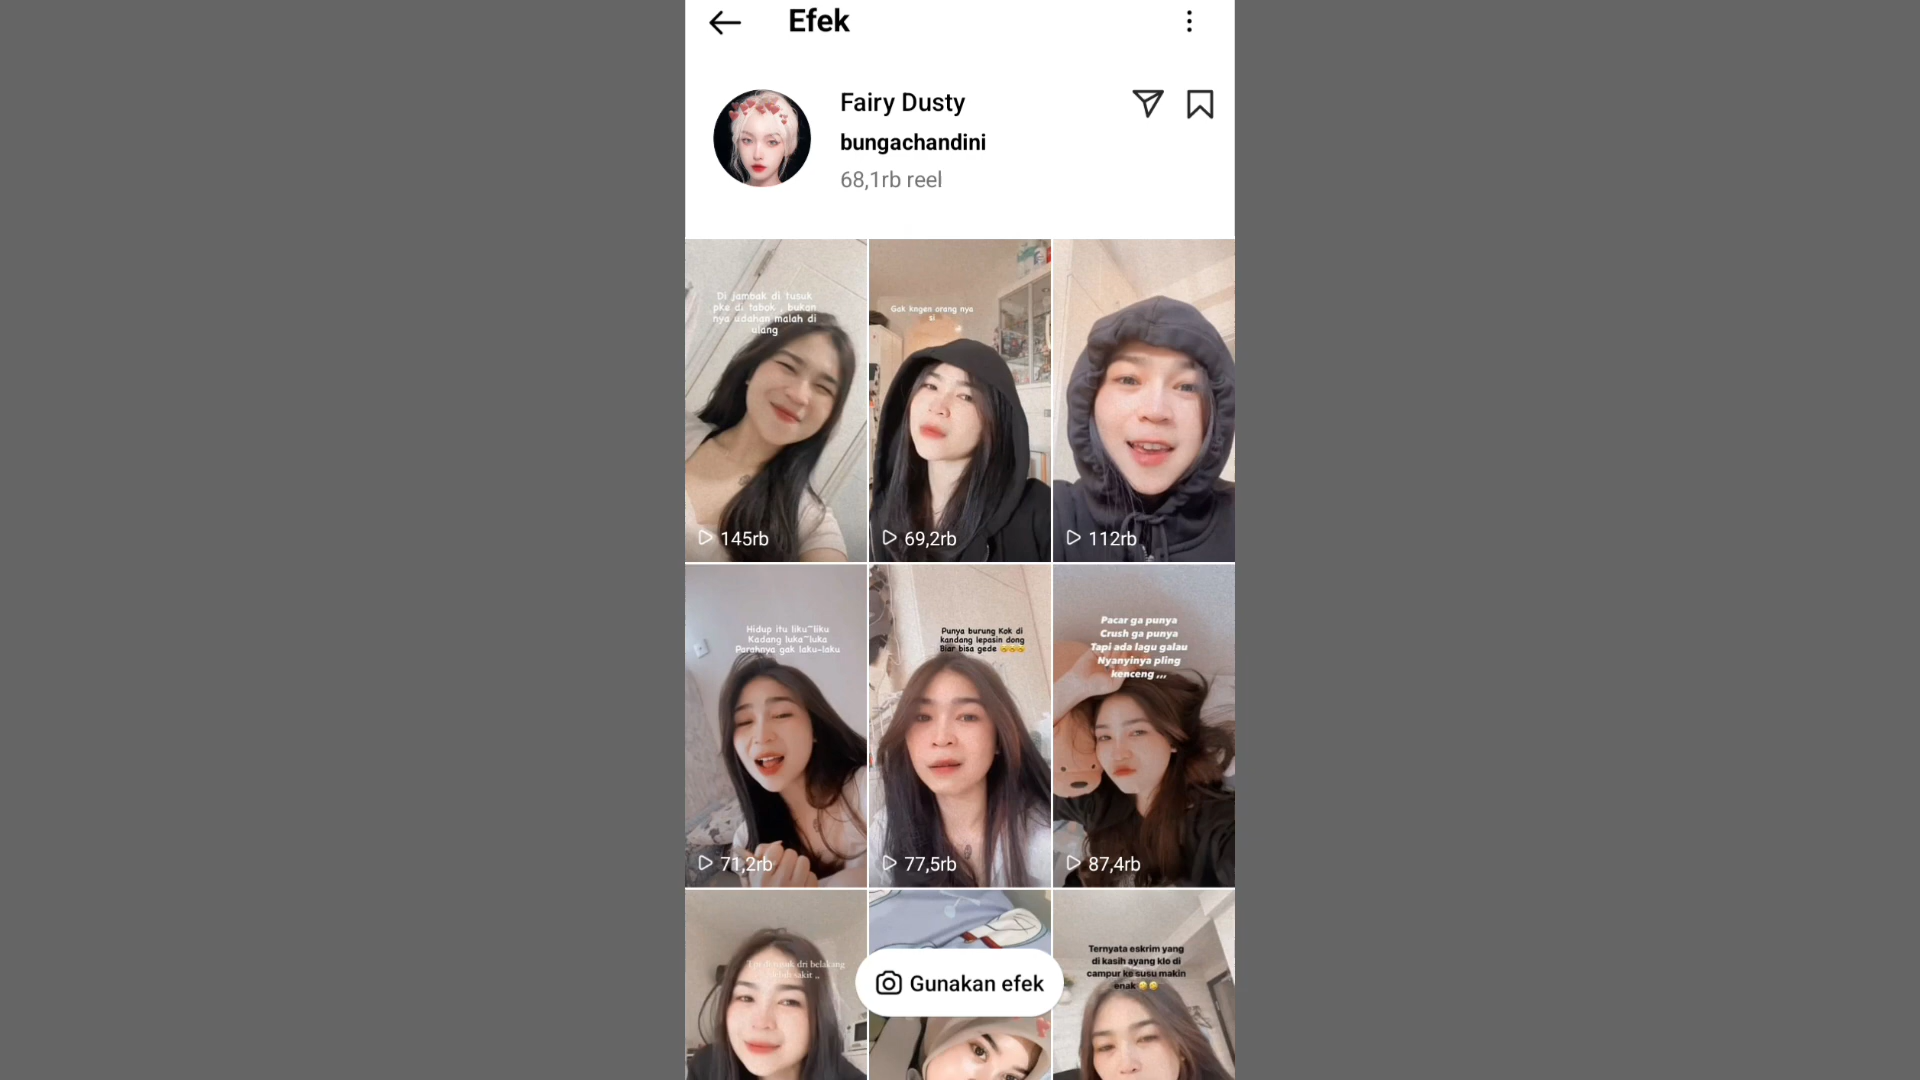 Efek
Fairy Dusty
bungachandini
68,1rb reel
Di jambak di tusuk
pke di tabok , bukan
nya udahan malah di
ulang
145rb
Gak kngen orang nya
si
69,2rb
112rb
Hidup itu liku~liku
Kadang luka~luka
Parahnya gak laku-laku
71,2rb
Punya burung Kok di
kandang lepasin dong
Biar bisa gede 🤣🤣🤣
77,5rb
Pacar ga punya
Crush ga punya
Tapi ada lagu galau
Nyanyinya pling
kenceng ,,,
87,4rb
dri belakang
sakit ,,
Ternyata eskrim yang
di kasih ayang klo di
campur ke susu makin
enak 🤣🤣
Gunakan efek